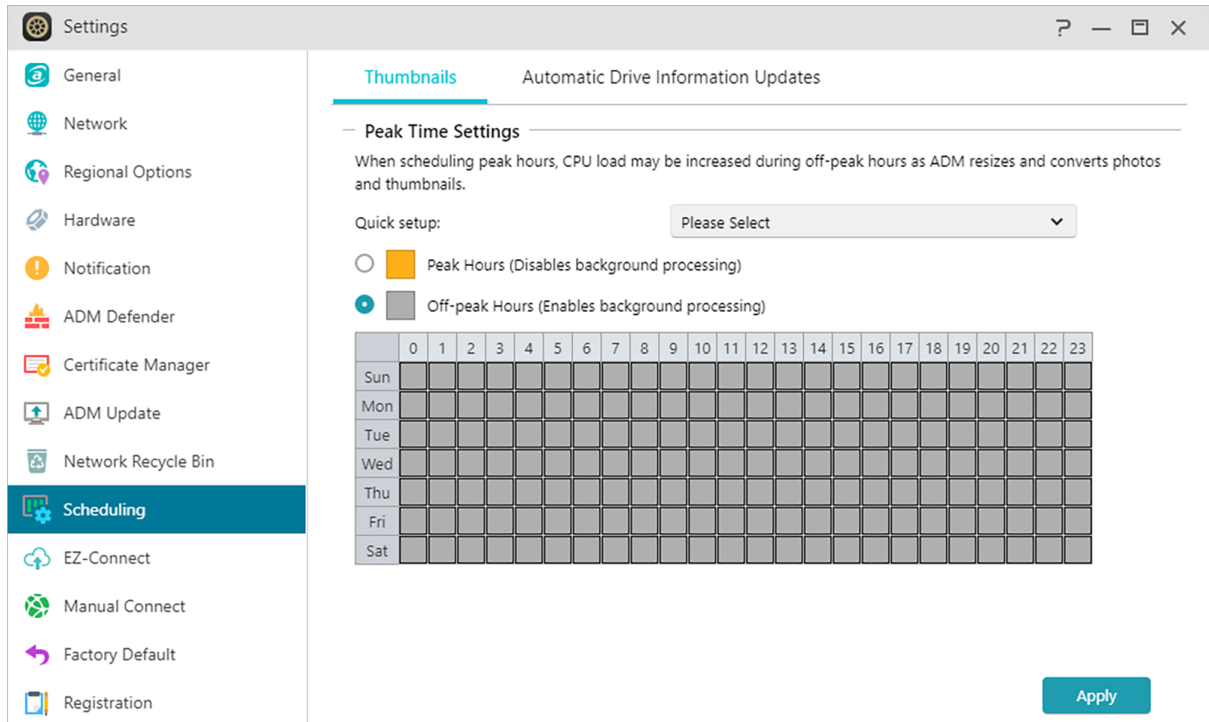 Settings
General
Network
Regional Options
Hardware
Notification
ADM Defender
Certificate Manager
ADM Update
Network Recycle Bin
Scheduling
EZ-Connect
Manual Connect
Factory Default
Registration
Thumbnails Automatic Drive Information Updates
Peak Time Settings
When scheduling peak hours, CPU load may be increased during off-peak hours as ADM resizes and converts photos
and thumbnails.
Quick setup: Please Select
Peak Hours (Disables background processing)
Off-peak Hours (Enables background processing)
0 1 2 3 4 5 6 7 8 9 10 11 12 13 14 15 16 17 18 19 20 21 22 23
Sun
Mon
Tue
Wed
Thu
Fri
Sat
Apply